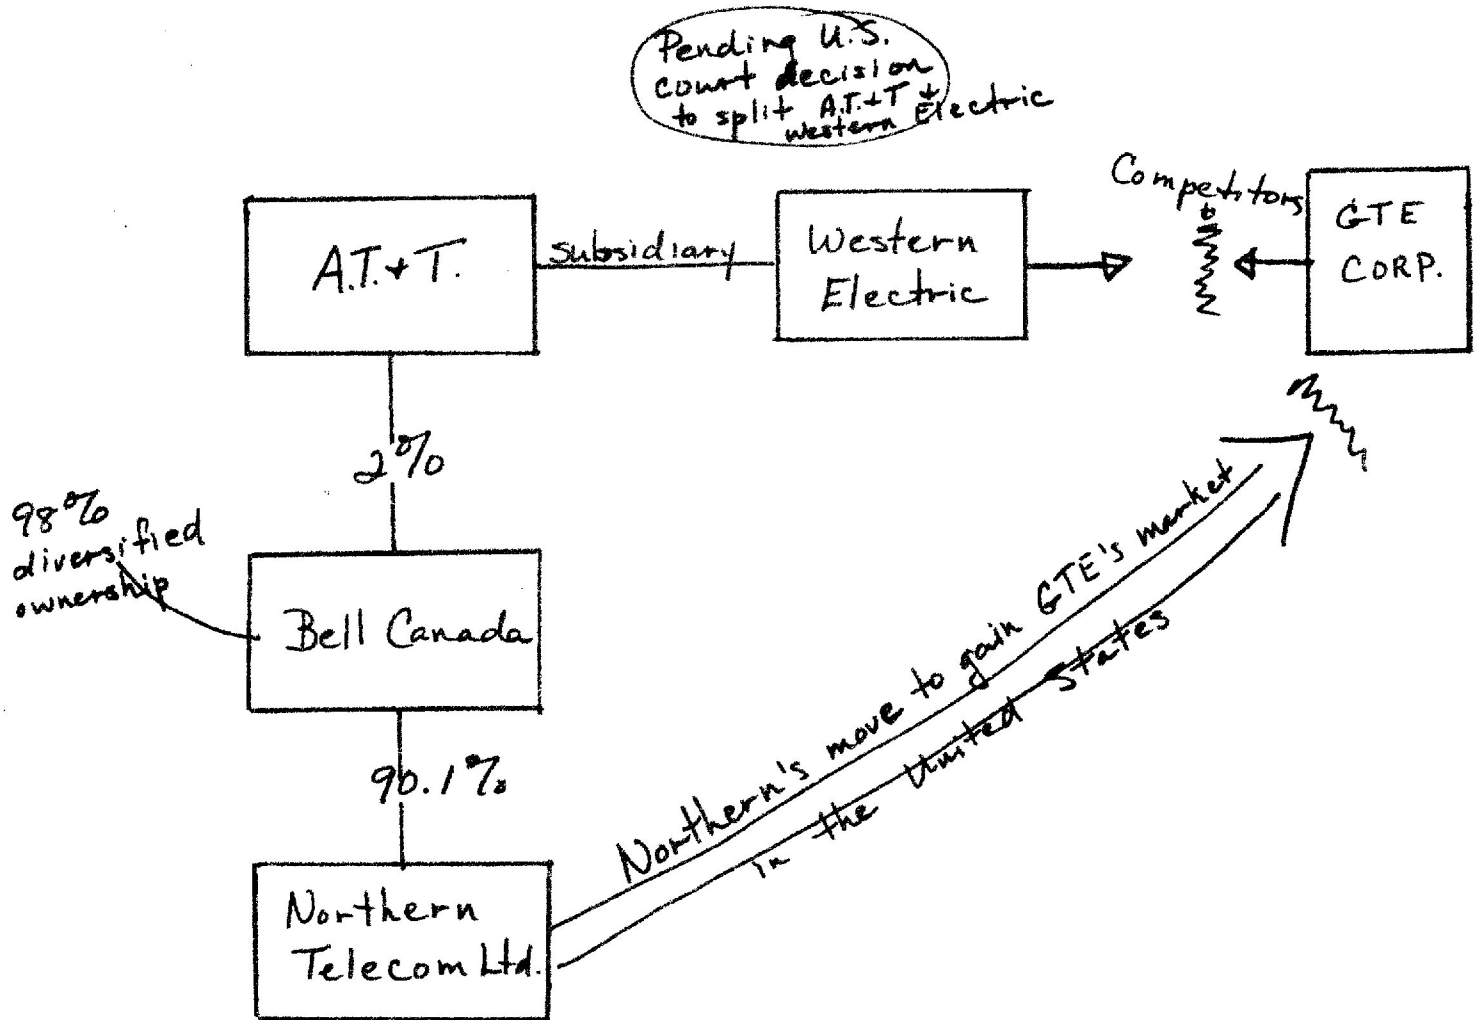 Pending U.S.
court decision
to split A.T.+T +
Western Electric
Competitors
GTE
CORP.
A.T.+T.
subsidiary
Western
Electric
2%
98%
diversified
ownership
Bell Canada
90.1%
Northern's move to gain GTE's market
in the United States
Northern
Telecom Ltd.